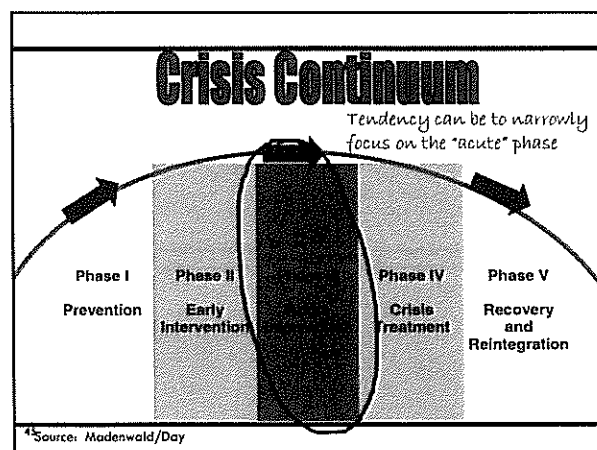 Crisis Continuum
Tendency can be to narrowly
focus on the "acute" phase
Phase I
Prevention
Phase II
Early
Intervention
Phase IV
Crisis
Treatment
Phase V
Recovery
and
Reintegration
45
Source: Madenwald/Day